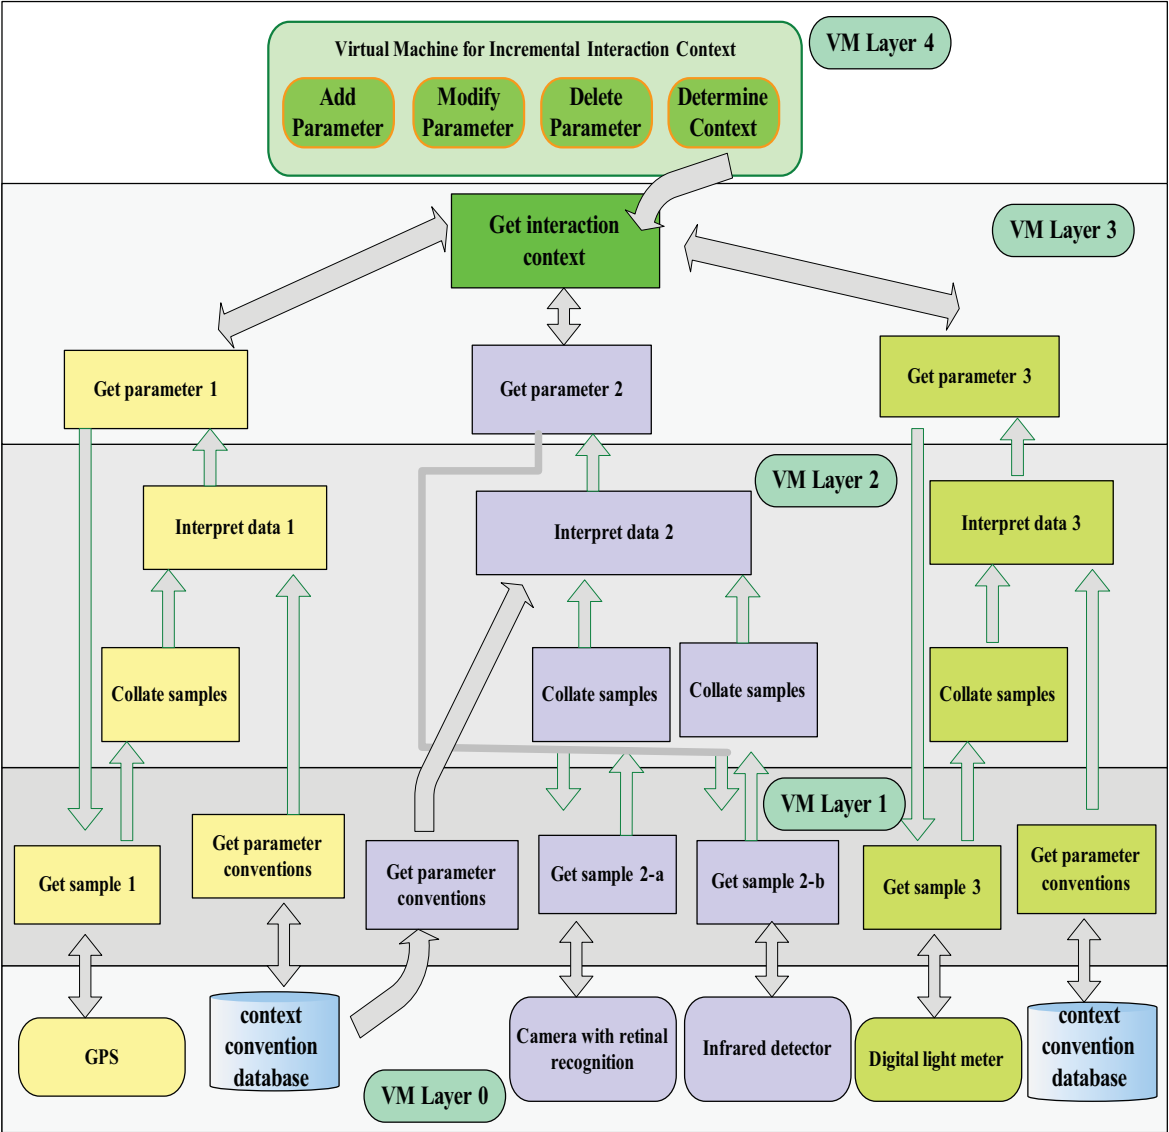 VM Layer 4
Virtual Machine for Incremental Interaction Context
Add
Parameter
Modify
Parameter
Delete
Parameter
Determine
Context
VM Layer 3
Get interaction
context
Get parameter 1
Get parameter 2
Get parameter 3
VM Layer 2
Interpret data 1
Interpret data 2
Interpret data 3
Collate samples
Collate samples
Collate samples
Collate samples
VM Layer 1
Get sample 1
Get parameter
conventions
Get parameter
conventions
Get sample 2-a
Get sample 2-b
Get sample 3
Get parameter
conventions
GPS
context
convention
database
Camera with retinal
recognition
Infrared detector
Digital light meter
context
convention
database
VM Layer 0